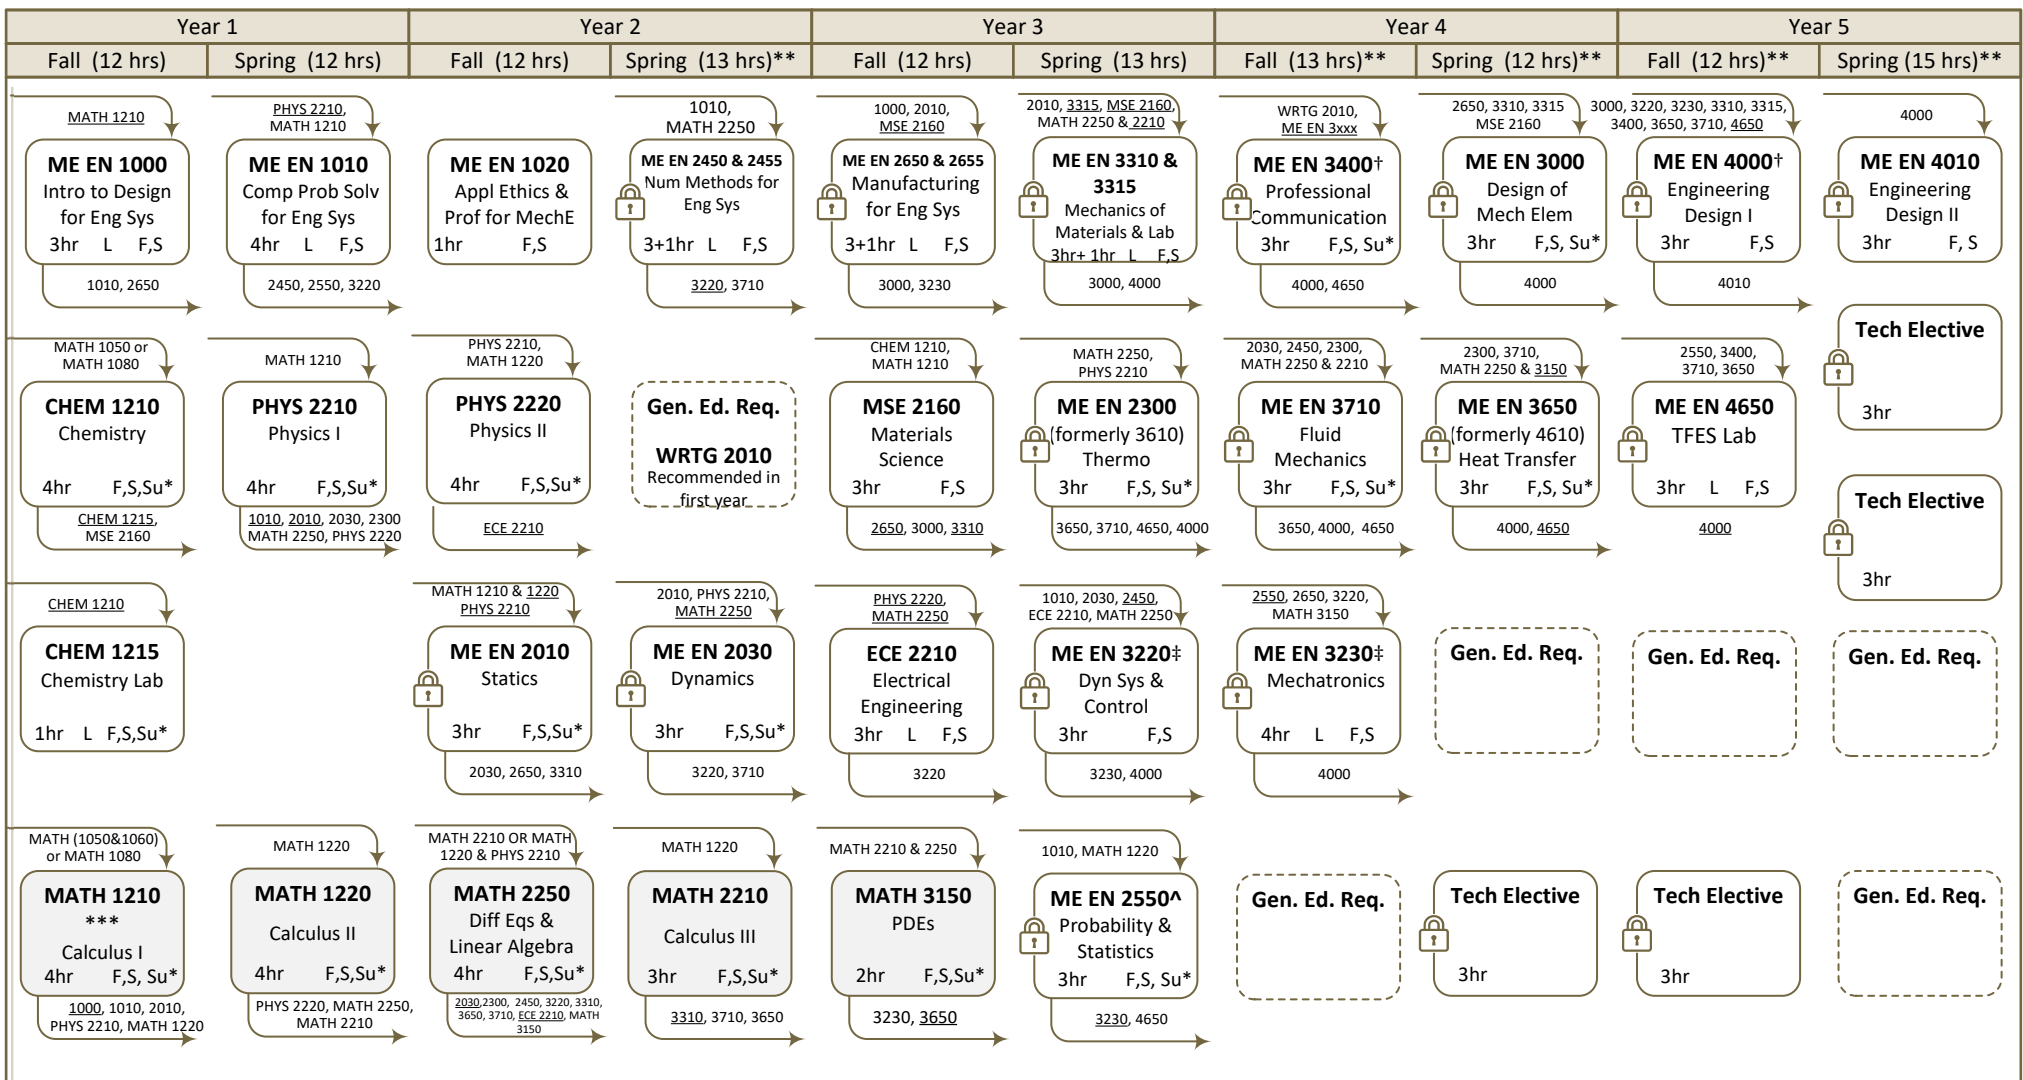 Year 1
Year 2
Year 3
Year 4
Year 5
Fall (12 hrs)
Spring (12 hrs)
Fall (12 hrs)
Spring (13 hrs)**
Fall (12 hrs)
Spring (13 hrs)
Fall (13 hrs)**
Spring (12 hrs)**
Fall (12 hrs)**
Spring (15 hrs)**
MATH 1210
ME EN 1000
Intro to Design
for Eng Sys
3hr L F,S
1010, 2650
PHYS 2210,
MATH 1210
ME EN 1010
Comp Prob Solv
for Eng Sys
4hr L F,S
2450, 2550, 3220
ME EN 1020
Appl Ethics &
Prof for MechE
1hr F,S
1010,
MATH 2250
ME EN 2450 & 2455
Num Methods for
Eng Sys
3+1hr L F,S
3220, 3710
1000, 2010,
MSE 2160
ME EN 2650 & 2655
Manufacturing
for Eng Sys
3+1hr L F,S
3000, 3230
2010, 3315, MSE 2160,
MATH 2250 & 2210
ME EN 3310 &
3315
Mechanics of
Materials & Lab
3hr+ 1hr L F,S
3000, 4000
WRTG 2010,
ME EN 3xxx
ME EN 3400†
Professional
Communication
3hr F,S, Su*
4000, 4650
2650, 3310, 3315
MSE 2160
ME EN 3000
Design of
Mech Elem
3hr F,S, Su*
4000
3000, 3220, 3230, 3310, 3315,
3400, 3650, 3710, 4650
ME EN 4000†
Engineering
Design I
3hr F,S
4010
4000
ME EN 4010
Engineering
Design II
3hr F, S
MATH 1050 or
MATH 1080
CHEM 1210
Chemistry
4hr F,S,Su*
CHEM 1215,
MSE 2160
MATH 1210
PHYS 2210
Physics I
4hr F,S,Su*
1010, 2010, 2030, 2300
MATH 2250, PHYS 2220
PHYS 2210,
MATH 1220
PHYS 2220
Physics II
4hr F,S,Su*
ECE 2210
Gen. Ed. Req.
WRTG 2010
Recommended in
first year
CHEM 1210,
MATH 1210
MSE 2160
Materials
Science
3hr F,S
2650, 3000, 3310
MATH 2250,
PHYS 2210
ME EN 2300
(formerly 3610)
Thermo
3hr F,S, Su*
3650, 3710, 4650, 4000
2030, 2450, 2300,
MATH 2250 & 2210
ME EN 3710
Fluid
Mechanics
3hr F,S, Su*
3650, 4000, 4650
2300, 3710,
MATH 2250 & 3150
ME EN 3650
(formerly 4610)
Heat Transfer
3hr F,S, Su*
4000, 4650
2550, 3400,
3710, 3650
ME EN 4650
TFES Lab
3hr L F,S
4000
Tech Elective
3hr
Tech Elective
3hr
CHEM 1210
CHEM 1215
Chemistry Lab
1hr L F,S,Su*
MATH 1210 & 1220
PHYS 2210
ME EN 2010
Statics
3hr F,S,Su*
2030, 2650, 3310
2010, PHYS 2210,
MATH 2250
ME EN 2030
Dynamics
3hr F,S,Su*
3220, 3710
PHYS 2220,
MATH 2250
ECE 2210
Electrical
Engineering
3hr L F,S
3220
1010, 2030, 2450,
ECE 2210, MATH 2250
ME EN 3220‡
Dyn Sys &
Control
3hr F,S
3230, 4000
2550, 2650, 3220,
MATH 3150
ME EN 3230‡
Mechatronics
4hr L F,S
4000
Gen. Ed. Req.
Gen. Ed. Req.
Gen. Ed. Req.
MATH (1050&1060)
or MATH 1080
MATH 1210
***
Calculus I
4hr F,S, Su*
1000, 1010, 2010,
PHYS 2210, MATH 1220
MATH 1220
MATH 1220
Calculus II
4hr F,S,Su*
PHYS 2220, MATH 2250,
MATH 2210
MATH 2210 OR MATH
1220 & PHYS 2210
MATH 2250
Diff Eqs &
Linear Algebra
4hr F,S,Su*
2030,2300, 2450, 3220, 3310,
3650, 3710, ECE 2210, MATH
3150
MATH 1220
MATH 2210
Calculus III
3hr F,S,Su*
3310, 3710, 3650
MATH 2210 & 2250
MATH 3150
PDEs
2hr F,S,Su*
3230, 3650
1010, MATH 1220
ME EN 2550^
Probability &
Statistics
3hr F,S, Su*
3230, 4650
Gen. Ed. Req.
Tech Elective
3hr
Tech Elective
3hr
Gen. Ed. Req.